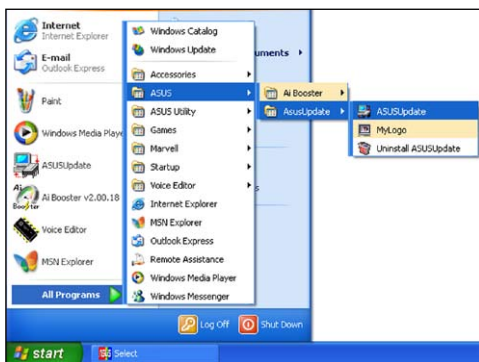 Internet
Internet Explorer
E-mail
Outlook Express
Paint
Windows Media Playe
ASUSUpdate
Ai Booster v2.00.18
Voice Editor
MSN Explorer
All Programs
Windows Catalog
Windows Update
Accessories
ASUS
ASUS Utility
Games
Marvell
Startup
Voice Editor
Internet Explorer
MSN Explorer
Outlook Express
Remote Assistance
Windows Media Player
Windows Messenger
uments
s
Ai Booster
AsusUpdate
ASUSUpdate
MyLogo
Uninstall ASUSUpdate
Log Off
Shut Down
start
Select